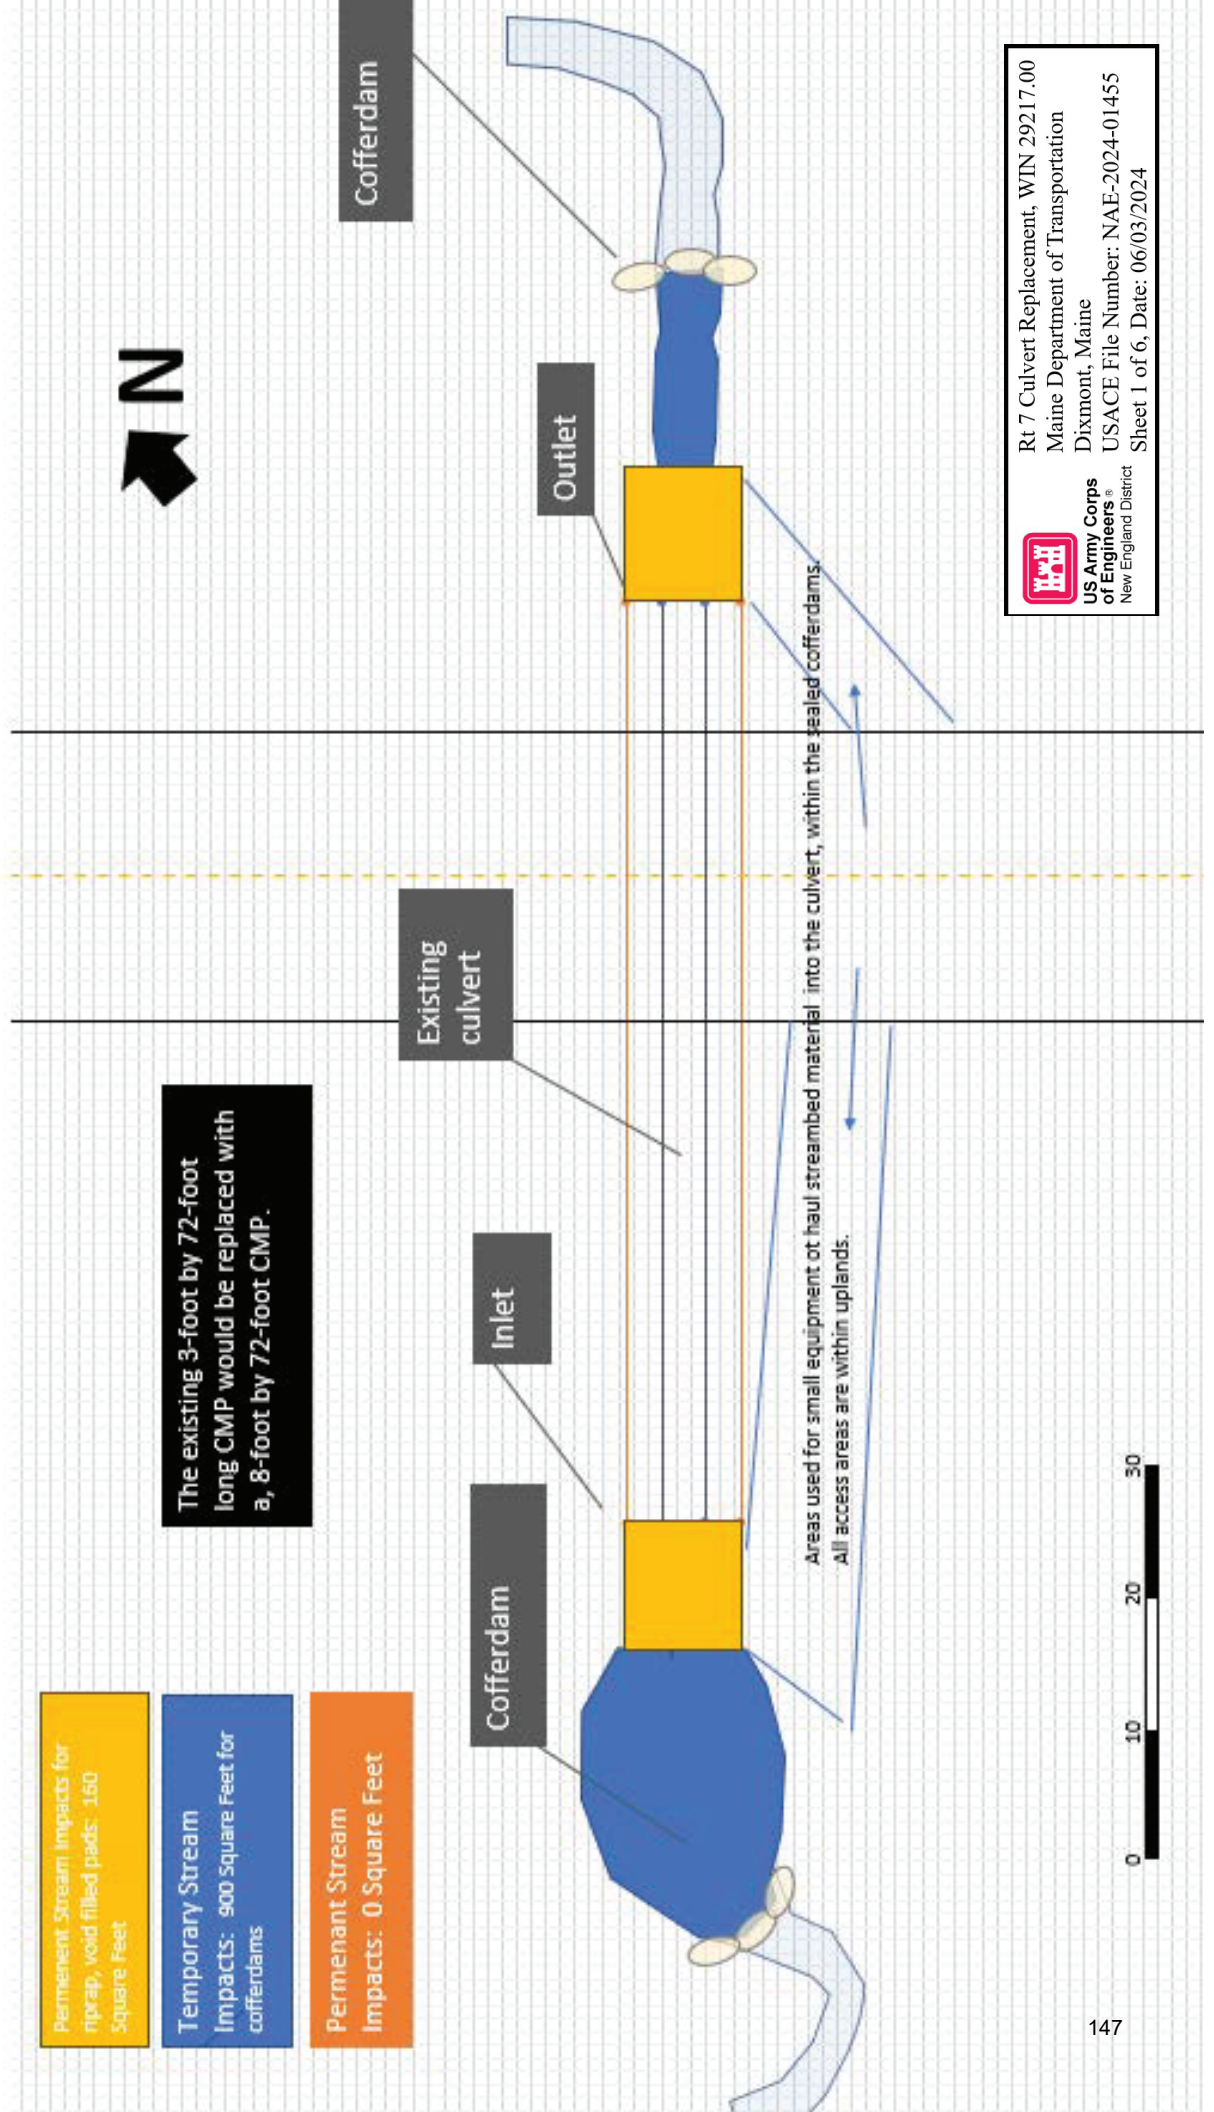 Permenent Stream Impacts for
riprap, void filled pads: 160
Square Feet
Temporary Stream
Impacts: 900 Square Feet for
cofferdams
Permenant Stream
Impacts: 0 Square Feet
The existing 3-foot by 72-foot
long CMP would be replaced with
a, 8-foot by 72-foot CMP.
N
Cofferdam
Inlet
Existing
culvert
Outlet
Cofferdam
Areas used for small equipment ot haul streambed material into the culvert, within the sealed cofferdams.
All access areas are within uplands.
0 10 20 30
US Army Corps
of Engineers ®
New England District
Rt 7 Culvert Replacement, WIN 29217.00
Maine Department of Transportation
Dixmont, Maine
USACE File Number: NAE-2024-01455
Sheet 1 of 6, Date: 06/03/2024
147